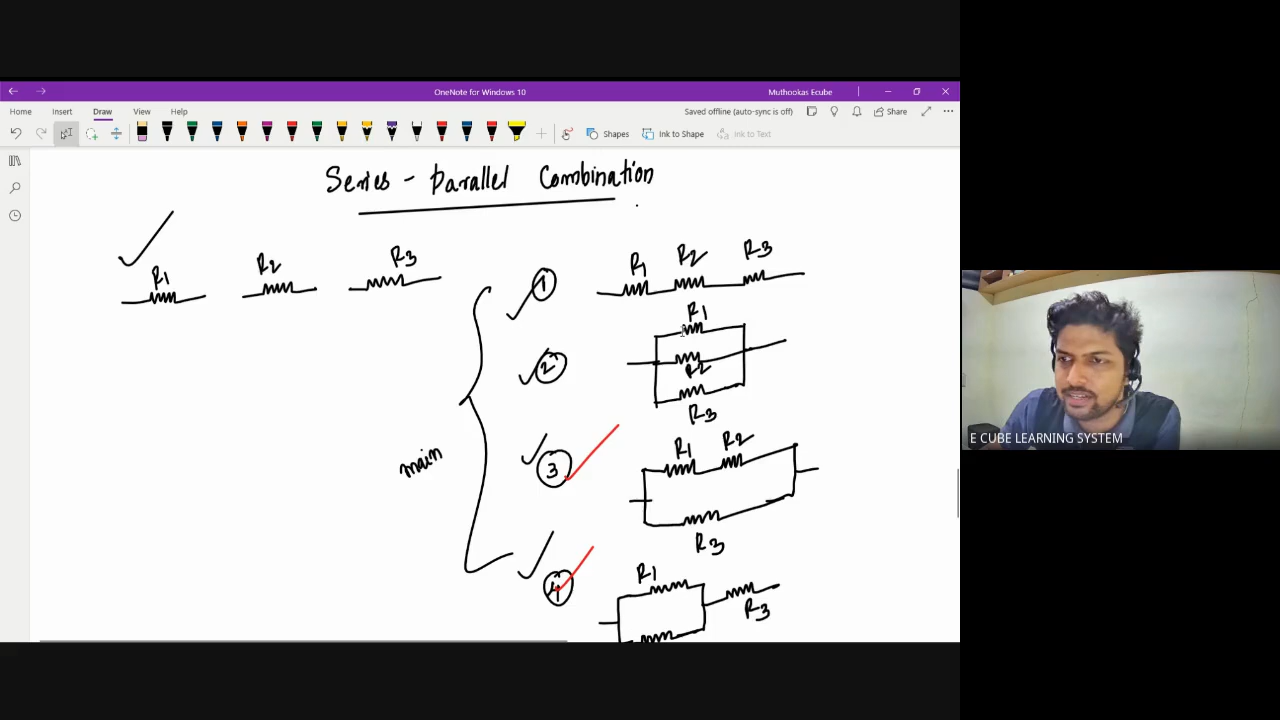 OneNote for Windows 10
Muthookas Ecube
Home Insert Draw View Help
Saved offline (auto-sync is off)
Share
Shapes
Ink to Shape
Ink to Text
Series - Parallel Combination
R1 R2 R3
1 R1 R2 R3
2 R1
R2
R3
3 R1 R2
R3
main
4 R1
R3
E CUBE LEARNING SYSTEM